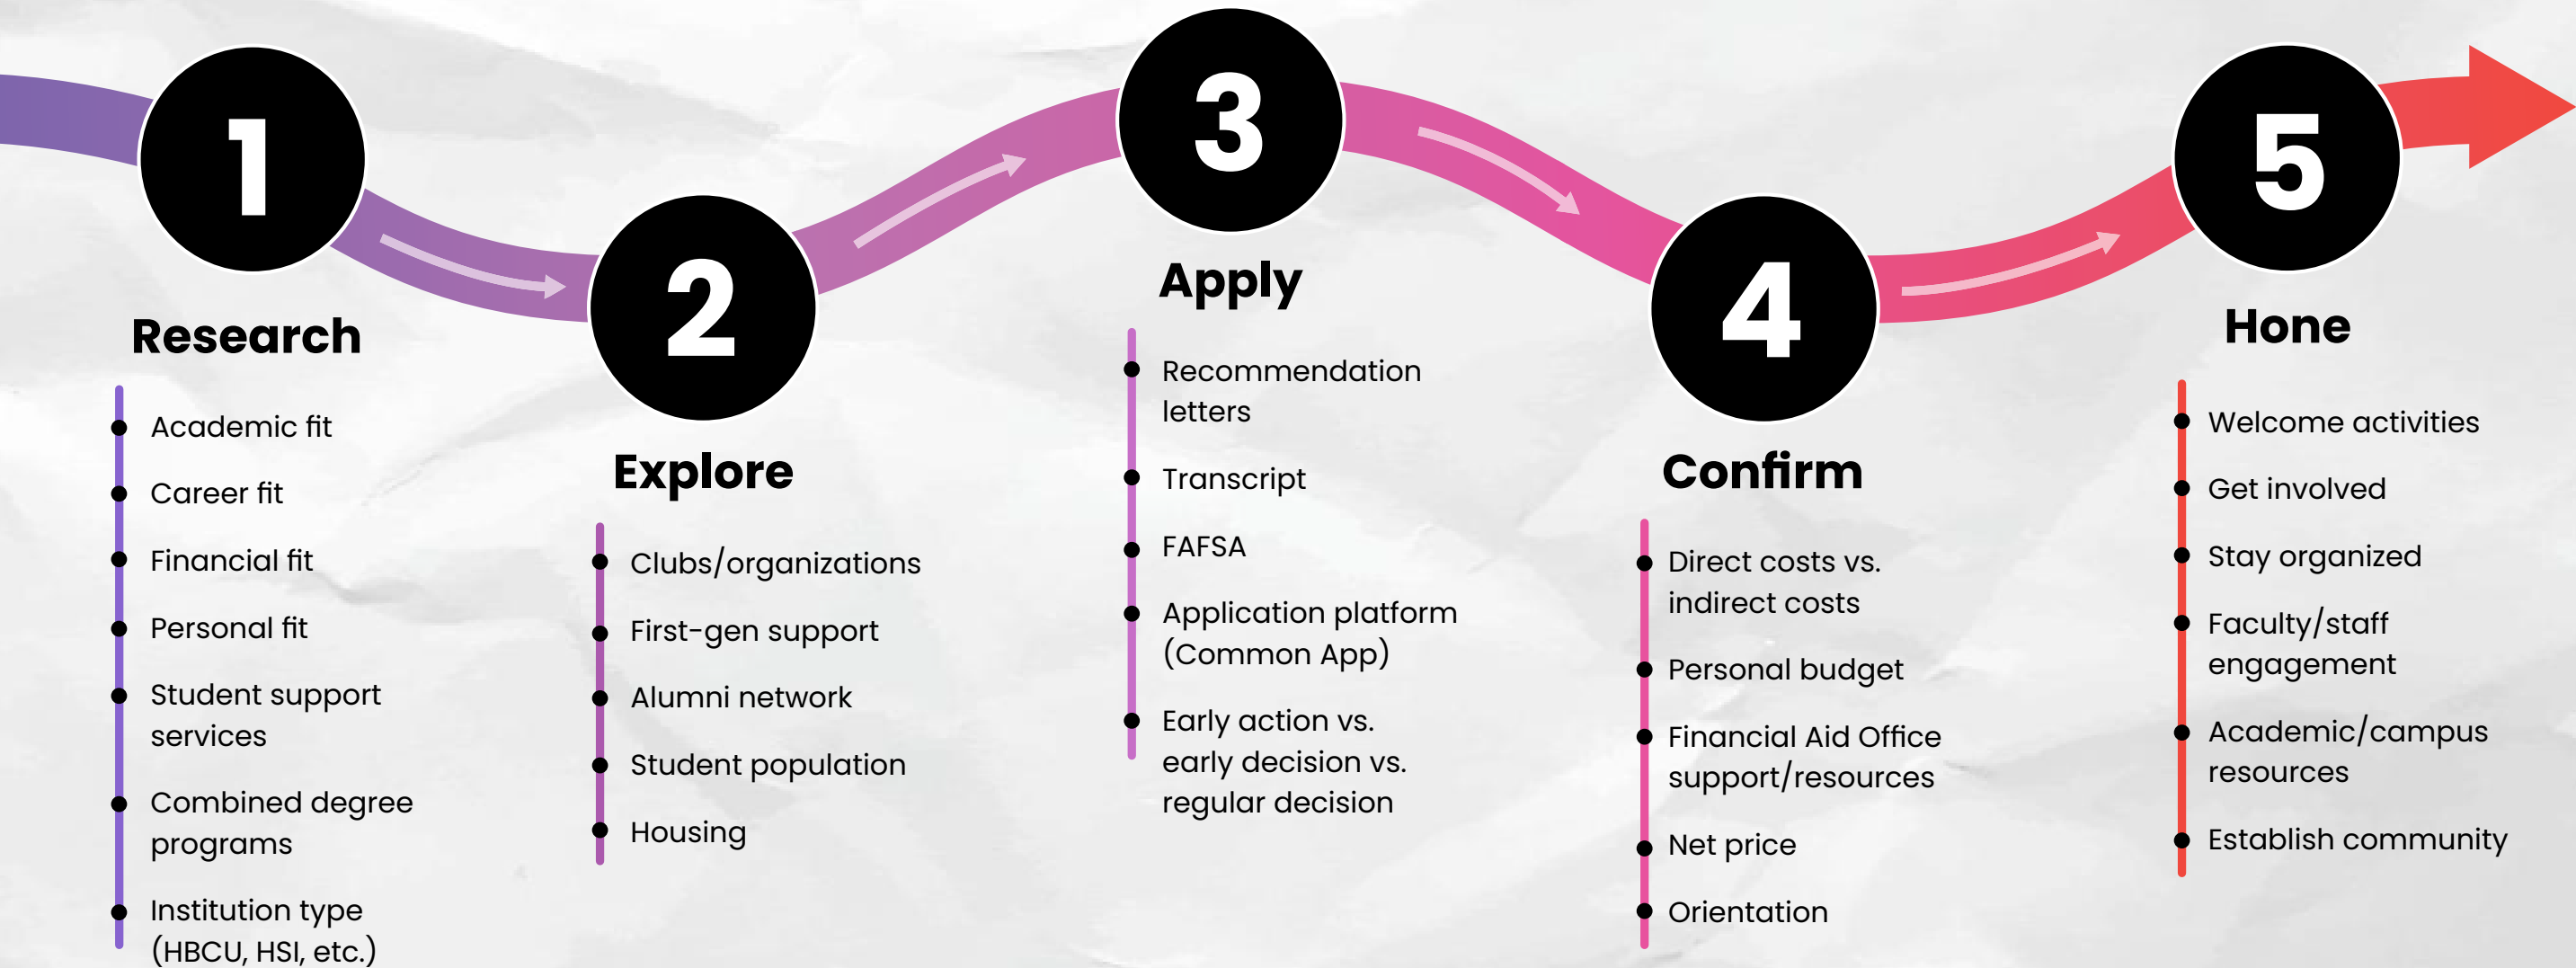 1
Research
Academic fit
Career fit
Financial fit
Personal fit
Student support
services
Combined degree
programs
Institution type
(HBCU, HSI, etc.)
2
Explore
Clubs/organizations
First-gen support
Alumni network
Student population
Housing
3
Apply
Recommendation
letters
Transcript
FAFSA
Application platform
(Common App)
Early action vs.
early decision vs.
regular decision
4
Confirm
Direct costs vs.
indirect costs
Personal budget
Financial Aid Office
support/resources
Net price
Orientation
5
Hone
Welcome activities
Get involved
Stay organized
Faculty/staff
engagement
Academic/campus
resources
Establish community